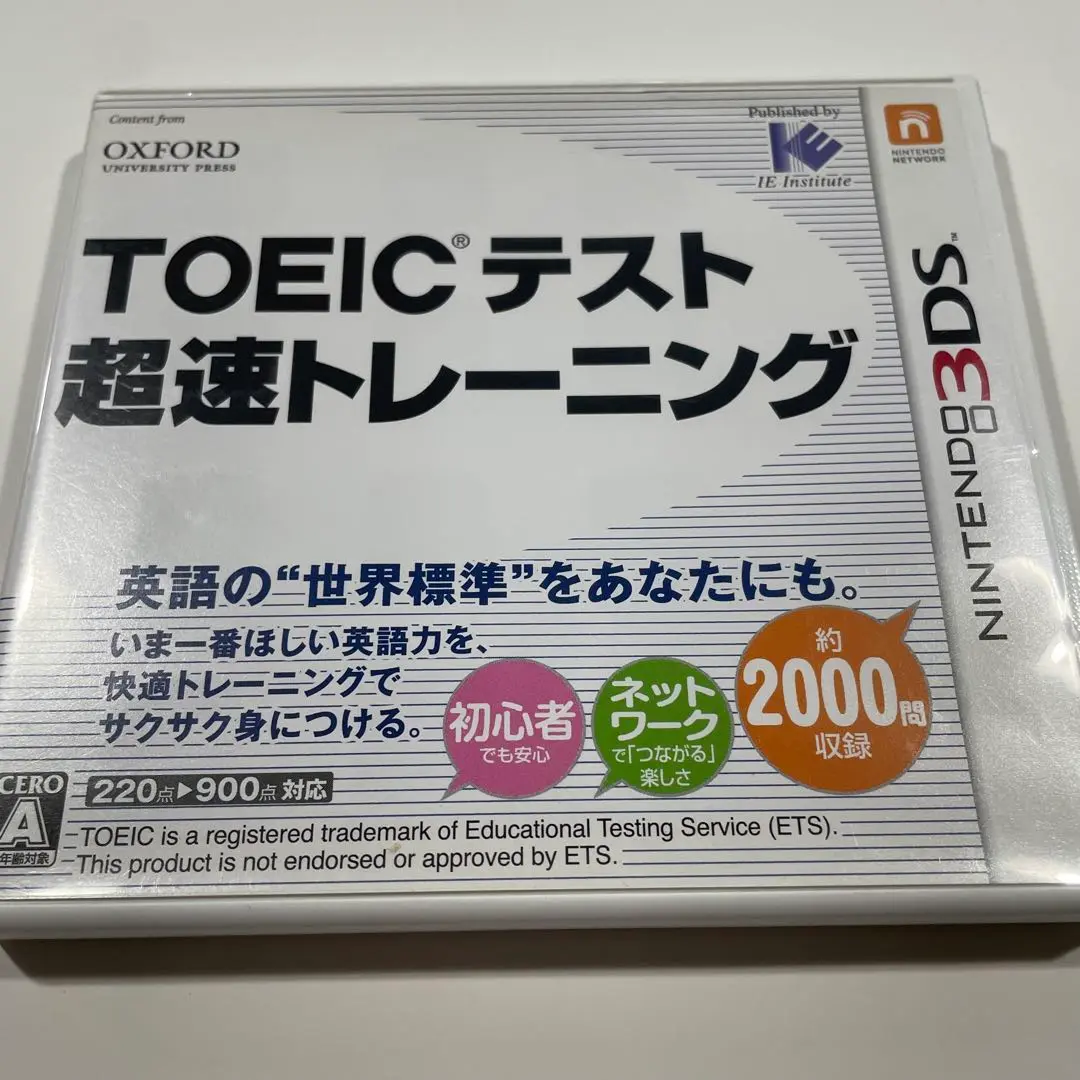 Content from
OXFORD
UNIVERSITY PRESS
Published by
IE Institute
NINTENDO
NETWORK
TOEIC®テスト
超速トレーニング
NINTENDO 3DS™
英語の“世界標準”をあなたにも。
いま一番ほしい英語力を、
快適トレーニングで
サクサク身につける。
初心者
でも安心
ネット
ワーク
で「つながる」
楽しさ
約
2000問
収録
CERO
A
年齢対象
220点▶900点 対応
TOEIC is a registered trademark of Educational Testing Service (ETS).
This product is not endorsed or approved by ETS.